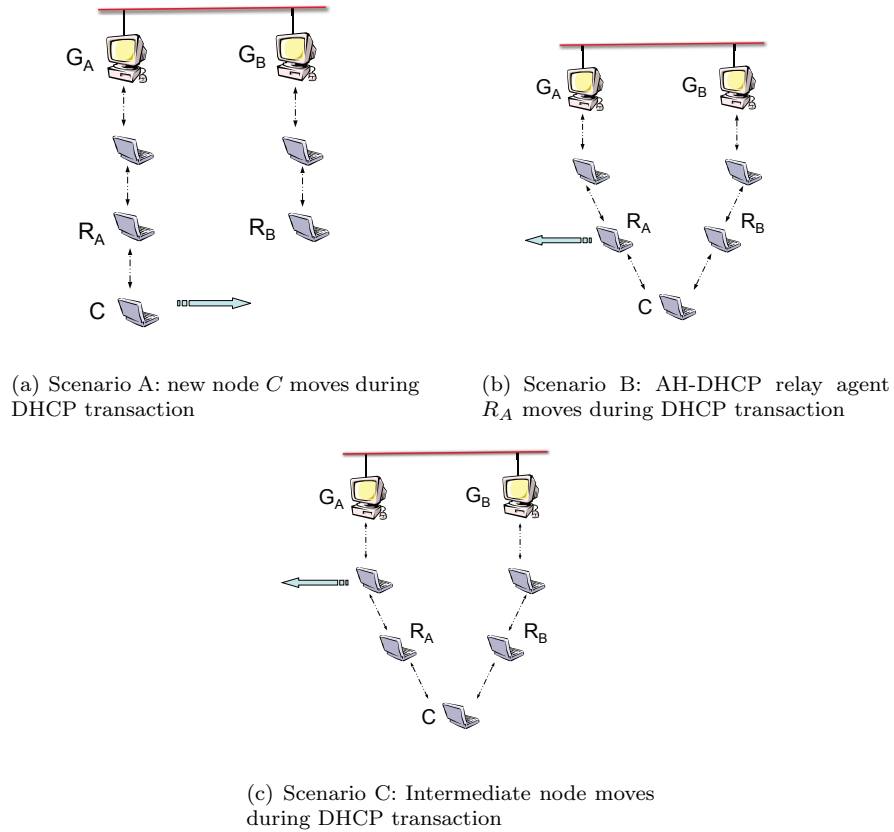 G_A G_B
R_A R_B
C
(a) Scenario A: new node C moves during
DHCP transaction
G_A G_B
R_A R_B
C
(b) Scenario B: AH-DHCP relay agent
R_A moves during DHCP transaction
G_A G_B
R_A R_B
C
(c) Scenario C: Intermediate node moves
during DHCP transaction